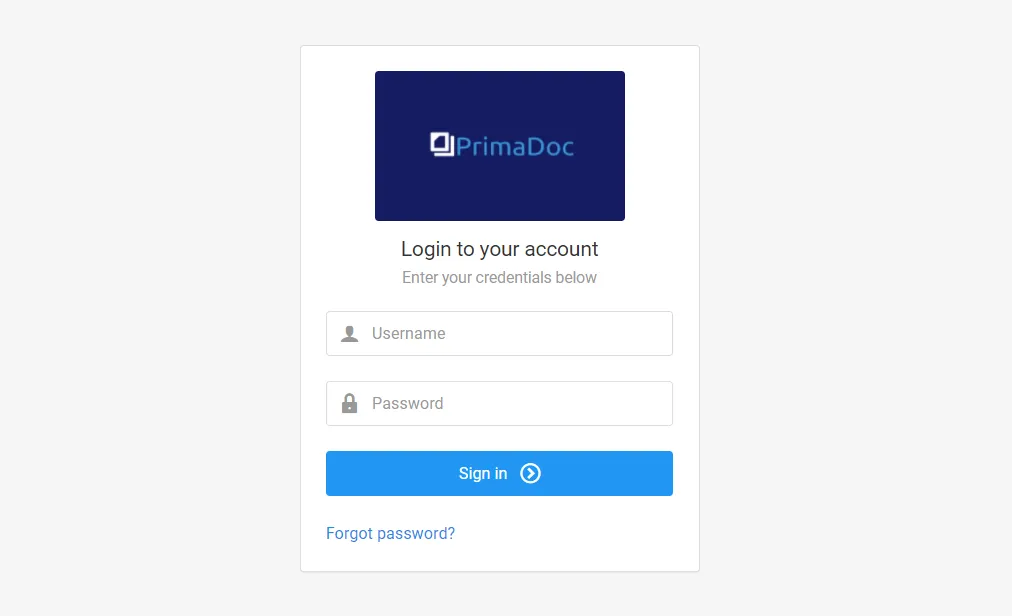 PrimaDoc
Login to your account
Enter your credentials below
Username
Password
Sign in
Forgot password?